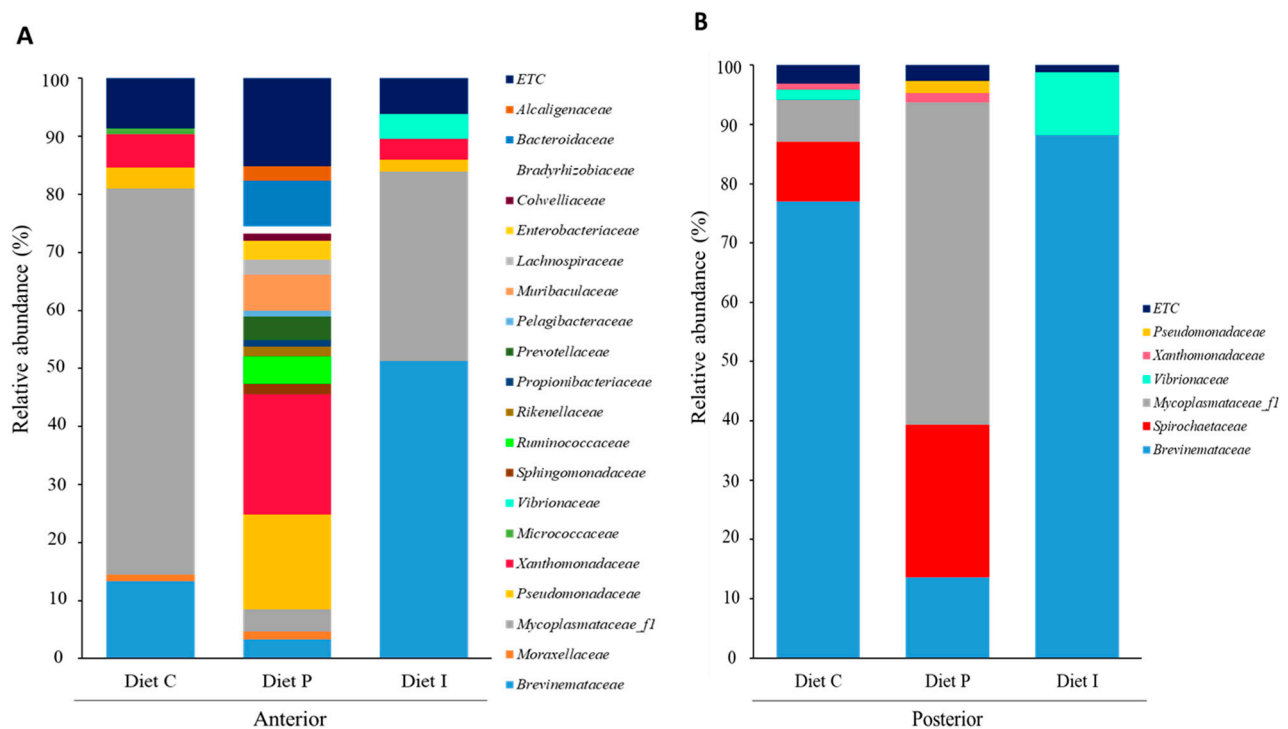 A
Relative abundance (%)
100
90
80
70
60
50
40
30
20
10
0
Diet C
Diet P
Diet I
Anterior
ETC
Alcaligenaceae
Bacteroidaceae
Bradyrhizobiaceae
Colwelliaceae
Enterobacteriaceae
Lachnospiraceae
Muribaculaceae
Pelagibacteraceae
Prevotellaceae
Propionibacteriaceae
Rikenellaceae
Ruminococcaceae
Sphingomonadaceae
Vibrionaceae
Micrococcaceae
Xanthomonadaceae
Pseudomonadaceae
Mycoplasmataceae_f1
Moraxellaceae
Brevinemataceae
B
Relative abundance (%)
100
90
80
70
60
50
40
30
20
10
0
Diet C
Diet P
Diet I
Posterior
ETC
Pseudomonadaceae
Xanthomonadaceae
Vibrionaceae
Mycoplasmataceae_f1
Spirochaetaceae
Brevinemataceae